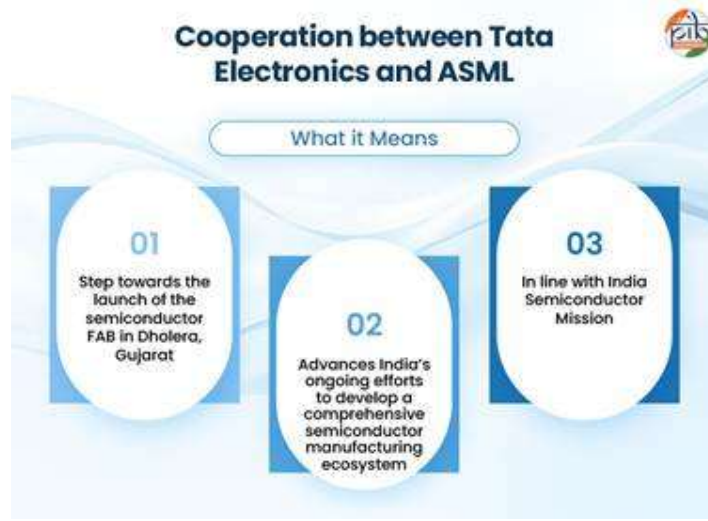 Cooperation between Tata
Electronics and ASML
pib
What it Means
01
Step towards the
launch of the
semiconductor
FAB in Dholera,
Gujarat
02
Advances India's
ongoing efforts
to develop a
comprehensive
semiconductor
manufacturing
ecosystem
03
In line with India
Semiconductor
Mission